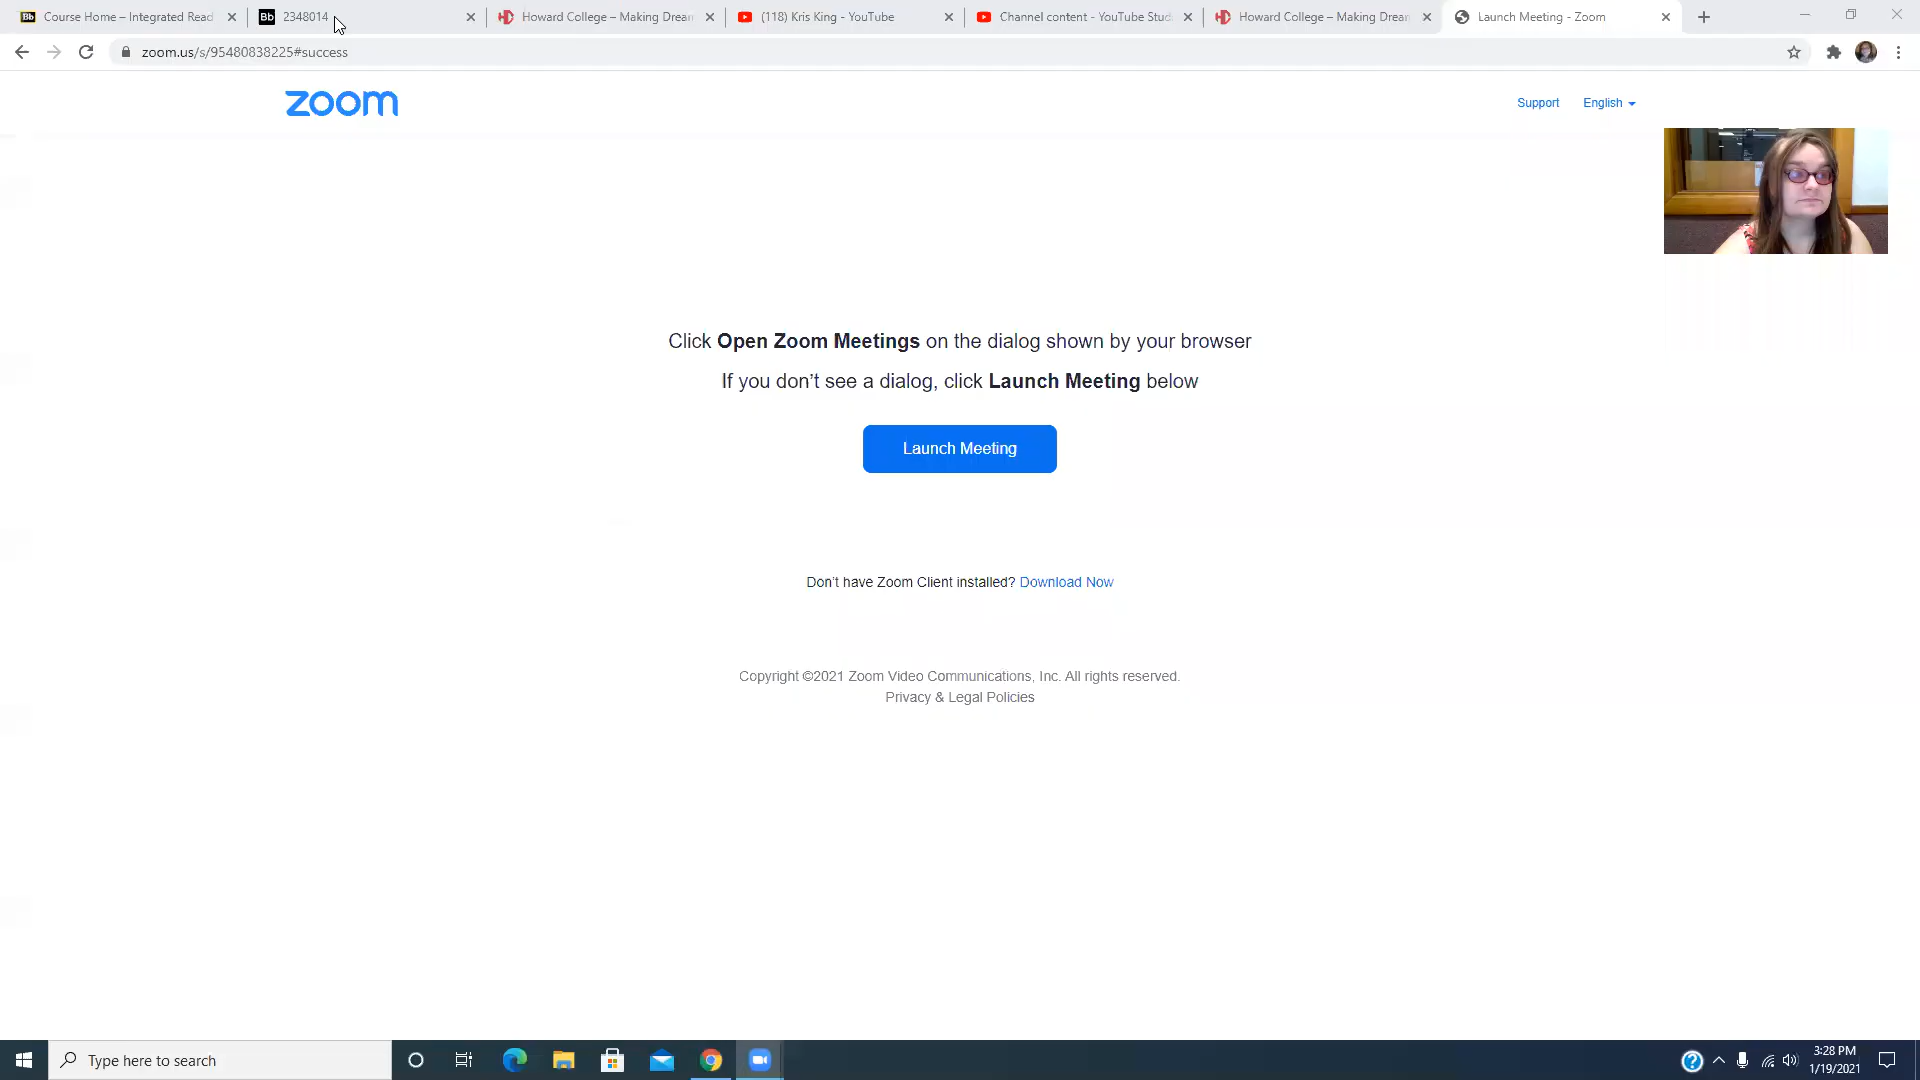 Course Home – Integrated Read
2348014
Howard College – Making Drean
(118) Kris King - YouTube
Channel content - YouTube Stud
Howard College – Making Drean
Launch Meeting - Zoom
zoom.us/s/95480838225#success
zoom
Support
English
Click Open Zoom Meetings on the dialog shown by your browser
If you don’t see a dialog, click Launch Meeting below
Launch Meeting
Don’t have Zoom Client installed? Download Now
Copyright ©2021 Zoom Video Communications, Inc. All rights reserved.
Privacy & Legal Policies
Type here to search
3:28 PM
1/19/2021